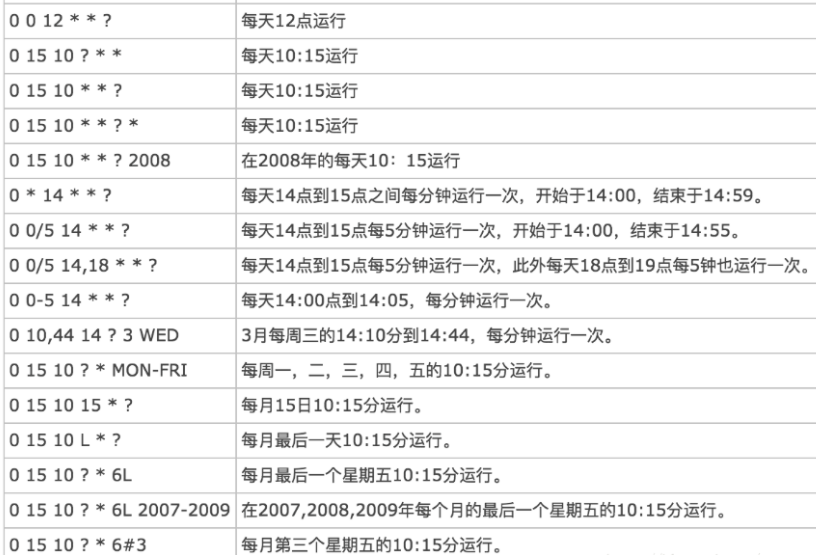 0 0 12 * * ? 每天12点运行
0 15 10 ? * * 每天10:15运行
0 15 10 * * ? 每天10:15运行
0 15 10 * * ? * 每天10:15运行
0 15 10 * * ? 2008 在2008年的每天10：15运行
0 * 14 * * ? 每天14点到15点之间每分钟运行一次，开始于14:00，结束于14:59。
0 0/5 14 * * ? 每天14点到15点每5分钟运行一次，开始于14:00，结束于14:55。
0 0/5 14,18 * * ? 每天14点到15点每5分钟运行一次，此外每天18点到19点每5钟也运行一次。
0 0-5 14 * * ? 每天14:00点到14:05，每分钟运行一次。
0 10,44 14 ? 3 WED 3月每周三的14:10分到14:44，每分钟运行一次。
0 15 10 ? * MON-FRI 每周一，二，三，四，五的10:15分运行。
0 15 10 15 * ? 每月15日10:15分运行。
0 15 10 L * ? 每月最后一天10:15分运行。
0 15 10 ? * 6L 每月最后一个星期五10:15分运行。
0 15 10 ? * 6L 2007-2009 在2007,2008,2009年每个月的最后一个星期五的10:15分运行。
0 15 10 ? * 6#3 每月第三个星期五的10:15分运行。